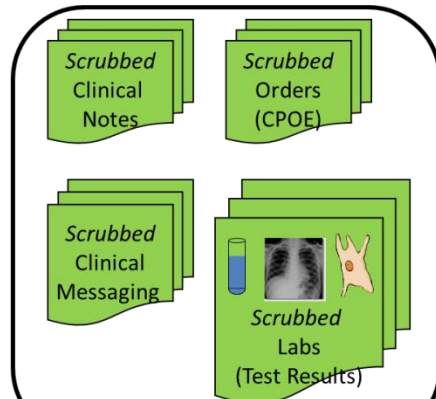 Scrubbed
Clinical
Notes
Scrubbed
Orders
(CPOE)
Scrubbed
Clinical
Messaging
Scrubbed
Labs
(Test Results)